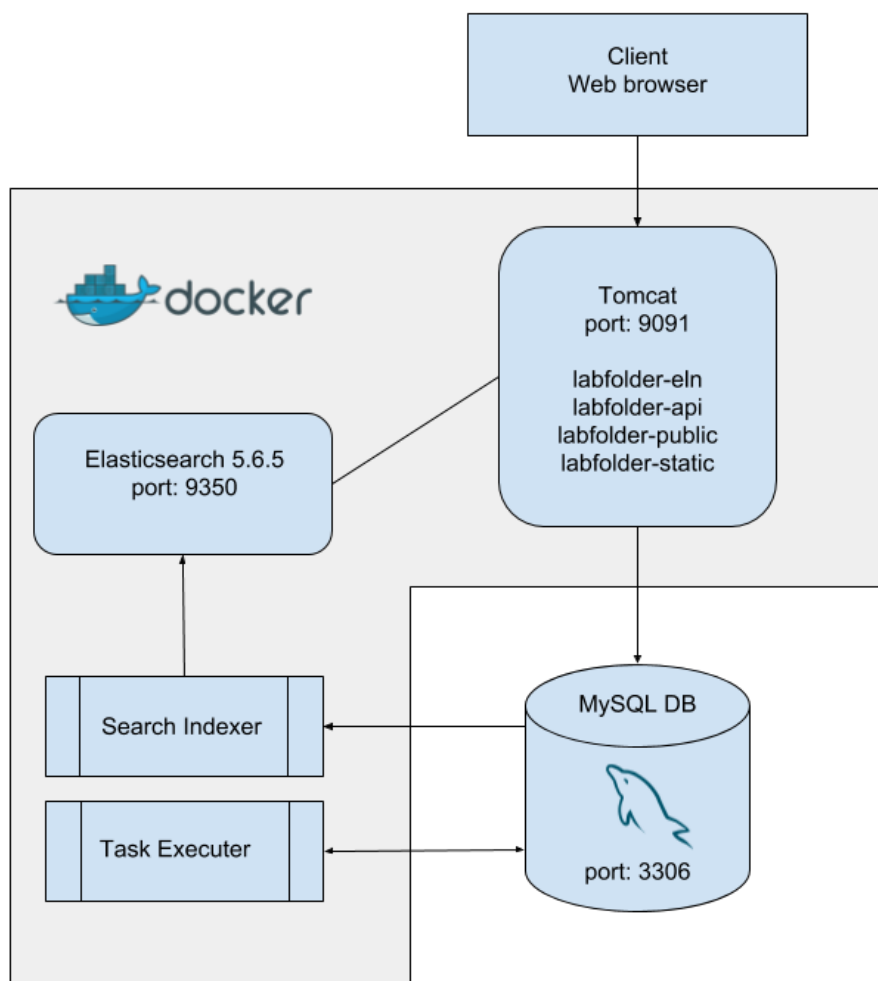 Client
Web browser
docker
Tomcat
port: 9091
labfolder-eln
labfolder-api
labfolder-public
labfolder-static
Elasticsearch 5.6.5
port: 9350
Search Indexer
MySQL DB
Task Executer
port: 3306